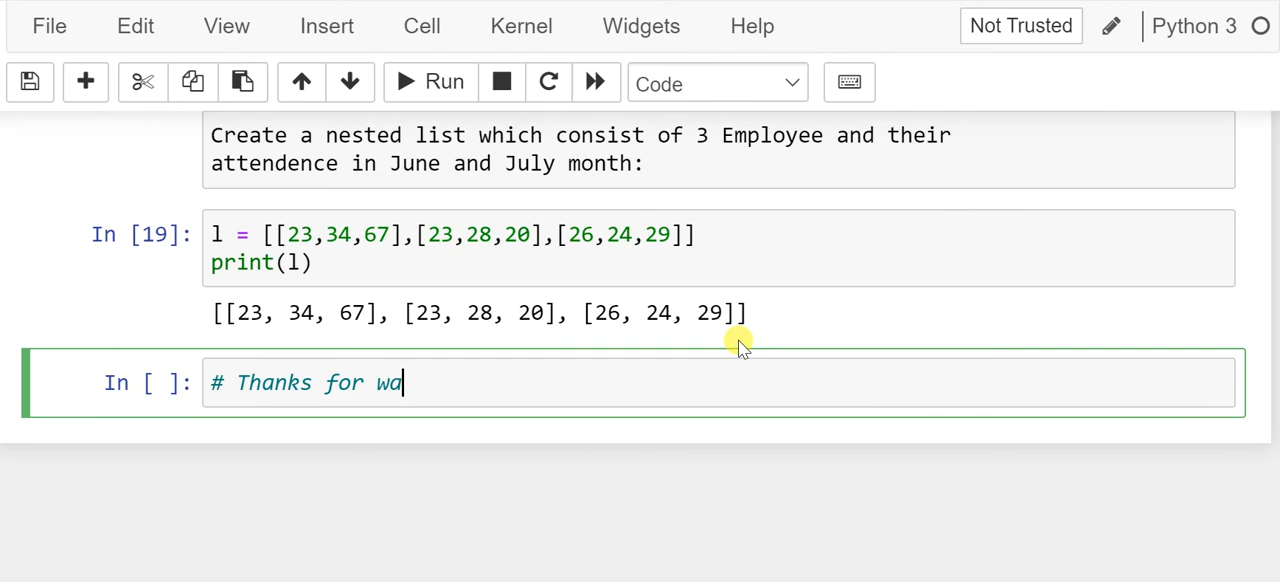 File Edit View Insert Cell Kernel Widgets Help Not Trusted Python 3
Run Code
Create a nested list which consist of 3 Employee and their
attendence in June and July month:
In [19]: l = [[23,34,67],[23,28,20],[26,24,29]]
print(l)
[[23, 34, 67], [23, 28, 20], [26, 24, 29]]
In [ ]: # Thanks for wa